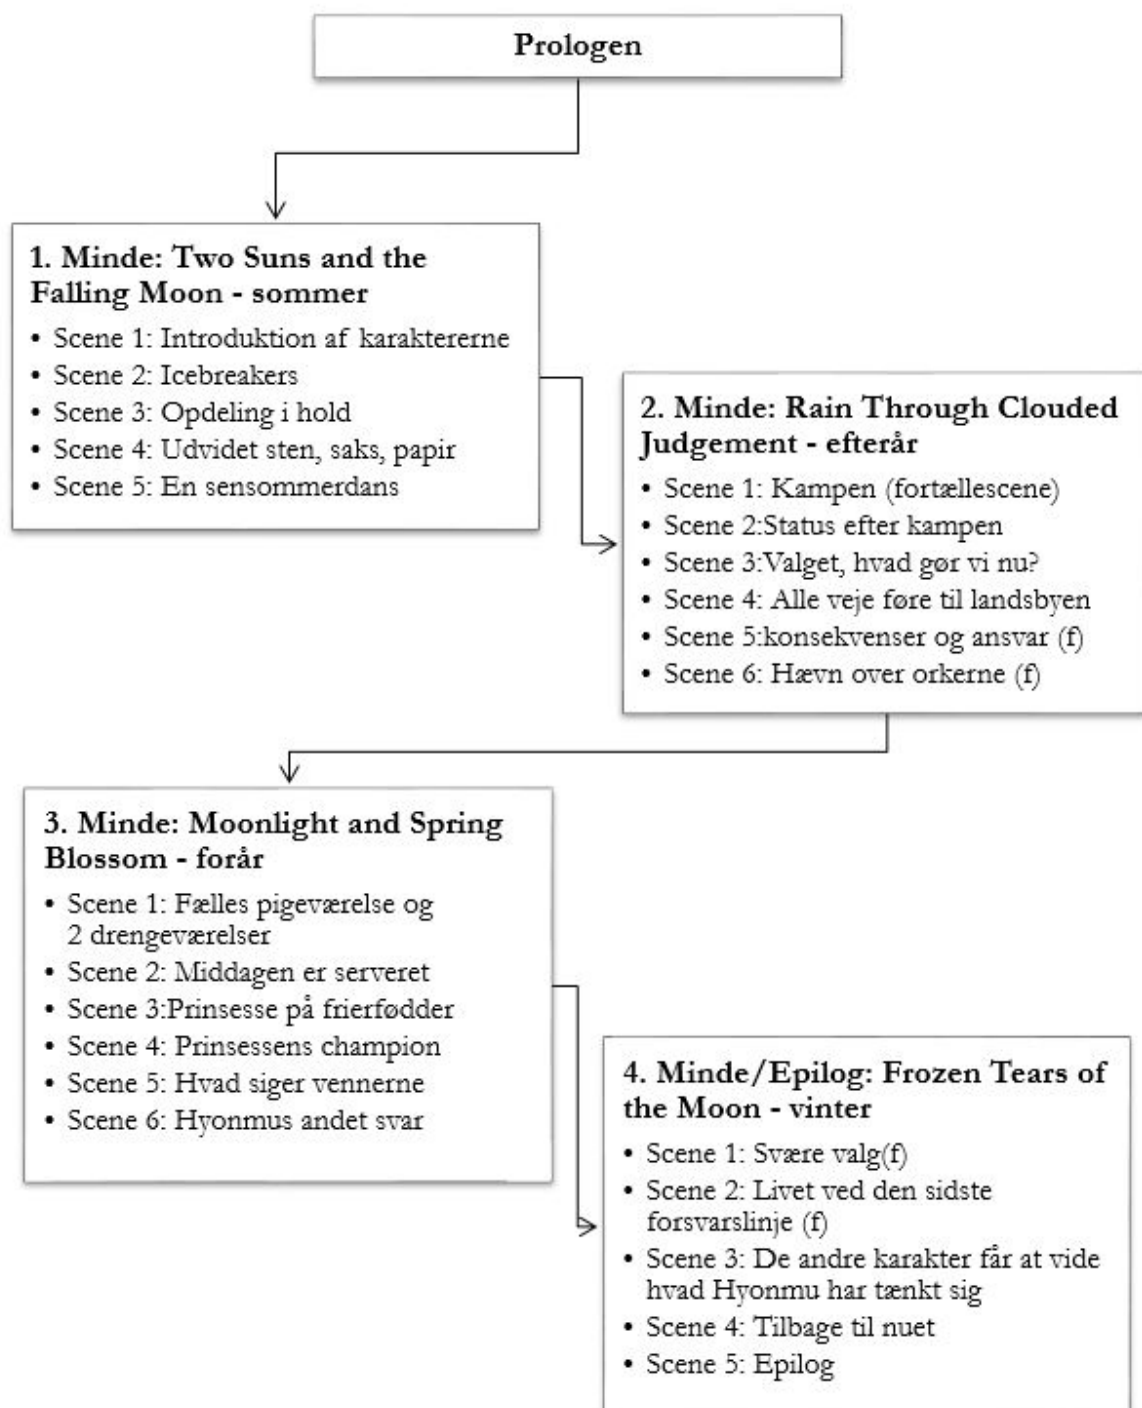 Prologen
1. Minde: Two Suns and the
Falling Moon - sommer
• Scene 1: Introduktion af karaktererne
• Scene 2: Icebreakers
• Scene 3: Opdeling i hold
• Scene 4: Udvidet sten, saks, papir
• Scene 5: En sensommerdans
2. Minde: Rain Through Clouded
Judgement - efterår
• Scene 1: Kampen (fortællescene)
• Scene 2:Status efter kampen
• Scene 3:Valget, hvad gør vi nu?
• Scene 4: Alle veje føre til landsbyen
• Scene 5:konsekvenser og ansvar (f)
• Scene 6: Hævn over orkerne (f)
3. Minde: Moonlight and Spring
Blossom - forår
• Scene 1: Fælles pigeværelse og
2 drengeværelser
• Scene 2: Middagen er serveret
• Scene 3:Prinsesse på frierfødder
• Scene 4: Prinsessens champion
• Scene 5: Hvad siger vennerne
• Scene 6: Hyonmus andet svar
4. Minde/Epilog: Frozen Tears of
the Moon - vinter
• Scene 1: Svære valg(f)
• Scene 2: Livet ved den sidste
forsvarslinje (f)
• Scene 3: De andre karakter får at vide
hvad Hyonmu har tænkt sig
• Scene 4: Tilbage til nuet
• Scene 5: Epilog